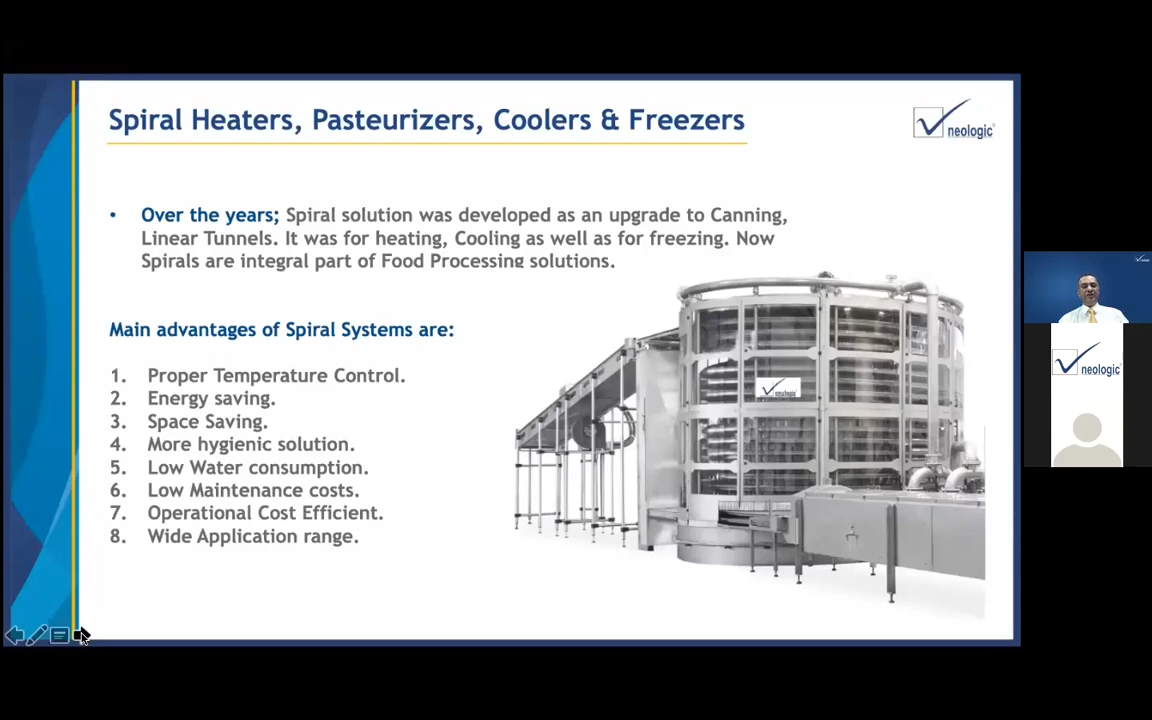 Spiral Heaters, Pasteurizers, Coolers & Freezers
neologic
• Over the years; Spiral solution was developed as an upgrade to Canning,
Linear Tunnels. It was for heating, Cooling as well as for freezing. Now
Spirals are integral part of Food Processing solutions.
Main advantages of Spiral Systems are:
1. Proper Temperature Control.
2. Energy saving.
3. Space Saving.
4. More hygienic solution.
5. Low Water consumption.
6. Low Maintenance costs.
7. Operational Cost Efficient.
8. Wide Application range.
neologic
neologic